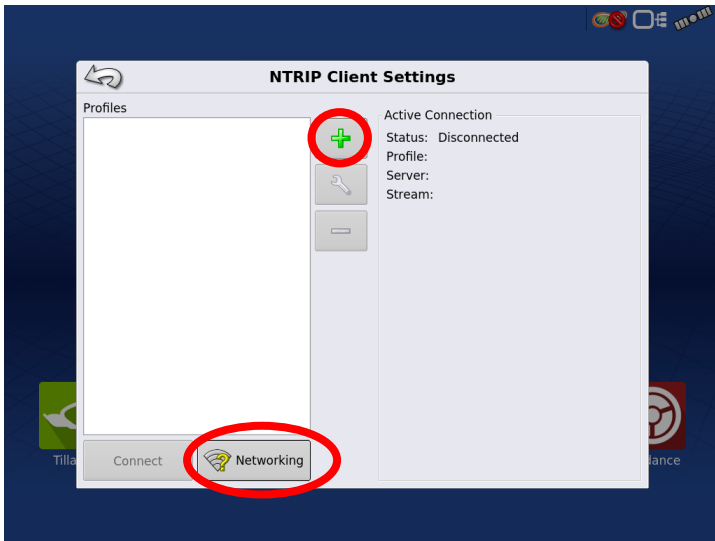 NTRIP Client Settings
Profiles
Active Connection
Status: Disconnected
Profile:
Server:
Stream:
Connect
Networking
Tilla
dance